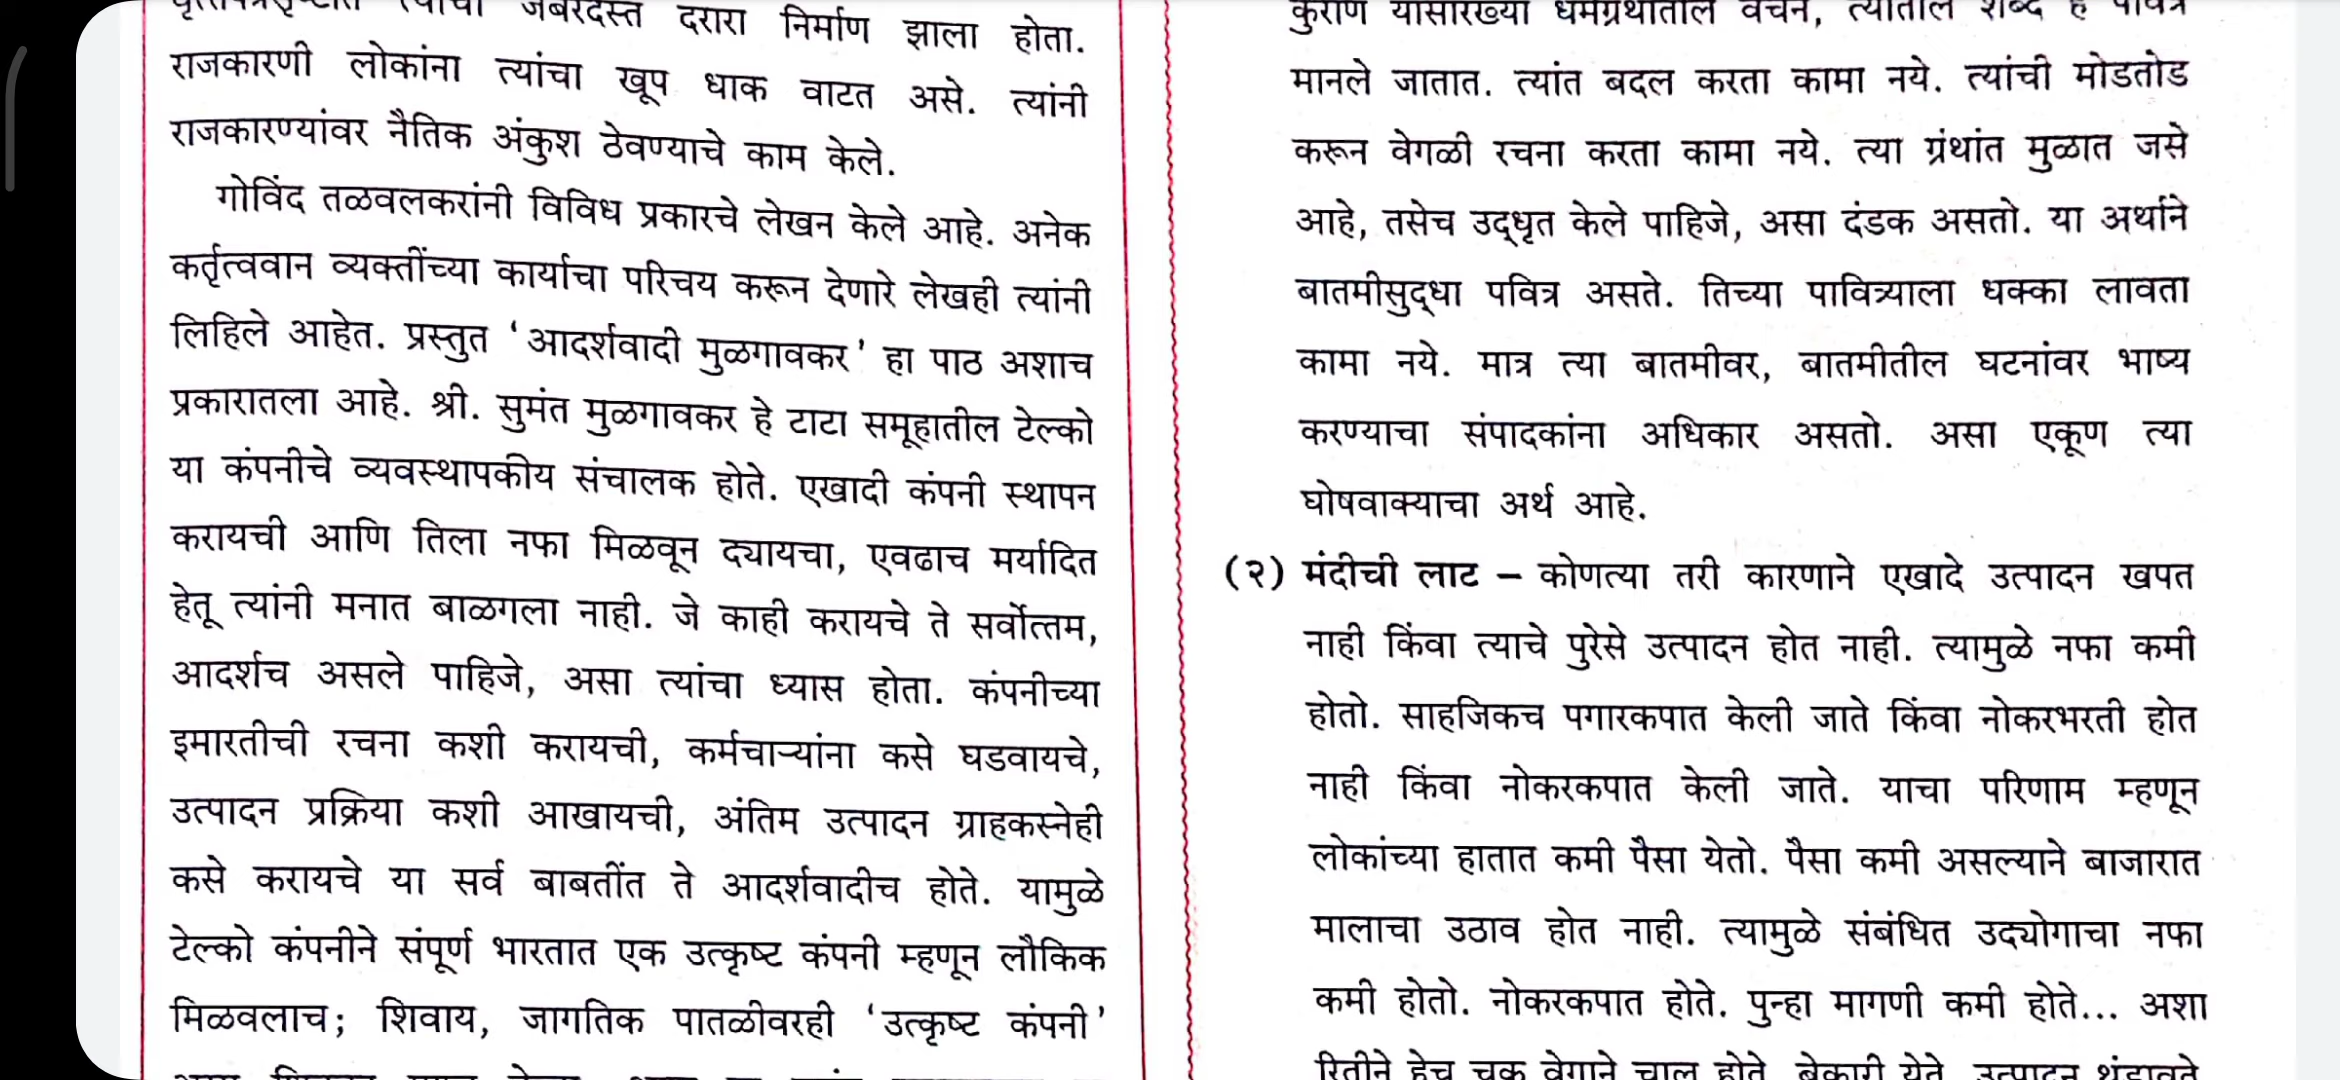 जबरदस्त दरारा निर्माण झाला होता.
राजकारणी लोकांना त्यांचा खूप धाक वाटत असे. त्यांनी
राजकारण्यांवर नैतिक अंकुश ठेवण्याचे काम केले.
गोविंद तळवलकरांनी विविध प्रकारचे लेखन केले आहे. अनेक
कर्तृत्ववान व्यक्तींच्या कार्याचा परिचय करून देणारे लेखही त्यांनी
लिहिले आहेत. प्रस्तुत ‘आदर्शवादी मुळगावकर’ हा पाठ अशाच
प्रकारातला आहे. श्री. सुमंत मुळगावकर हे टाटा समूहातील टेल्को
या कंपनीचे व्यवस्थापकीय संचालक होते. एखादी कंपनी स्थापन
करायची आणि तिला नफा मिळवून द्यायचा, एवढाच मर्यादित
हेतू त्यांनी मनात बाळगला नाही. जे काही करायचे ते सर्वोत्तम,
आदर्शच असले पाहिजे, असा त्यांचा ध्यास होता. कंपनीच्या
इमारतीची रचना कशी करायची, कर्मचाऱ्यांना कसे घडवायचे,
उत्पादन प्रक्रिया कशी आखायची, अंतिम उत्पादन ग्राहकस्नेही
कसे करायचे या सर्व बाबतींत ते आदर्शवादीच होते. यामुळे
टेल्को कंपनीने संपूर्ण भारतात एक उत्कृष्ट कंपनी म्हणून लौकिक
मिळवलाच; शिवाय, जागतिक पातळीवरही ‘उत्कृष्ट कंपनी’
कुराण यासारख्या धर्मग्रंथांतील वचने, त्यांतील शब्द हे पवित्र
मानले जातात. त्यांत बदल करता कामा नये. त्यांची मोडतोड
करून वेगळी रचना करता कामा नये. त्या ग्रंथांत मुळात जसे
आहे, तसेच उद्धृत केले पाहिजे, असा दंडक असतो. या अर्थाने
बातमीसुद्धा पवित्र असते. तिच्या पावित्र्याला धक्का लावता
कामा नये. मात्र त्या बातमीवर, बातमीतील घटनांवर भाष्य
करण्याचा संपादकांना अधिकार असतो. असा एकूण त्या
घोषवाक्याचा अर्थ आहे.
(२) मंदीची लाट – कोणत्या तरी कारणाने एखादे उत्पादन खपत
नाही किंवा त्याचे पुरेसे उत्पादन होत नाही. त्यामुळे नफा कमी
होतो. साहजिकच पगारकपात केली जाते किंवा नोकरभरती होत
नाही किंवा नोकरकपात केली जाते. याचा परिणाम म्हणून
लोकांच्या हातात कमी पैसा येतो. पैसा कमी असल्याने बाजारात
मालाचा उठाव होत नाही. त्यामुळे संबंधित उद्योगाचा नफा
कमी होतो. नोकरकपात होते. पुन्हा मागणी कमी होते... अशा
रितीने हेच चक्र वेगाने चालू होते. बेकारी येते. उत्पादन थंडावते